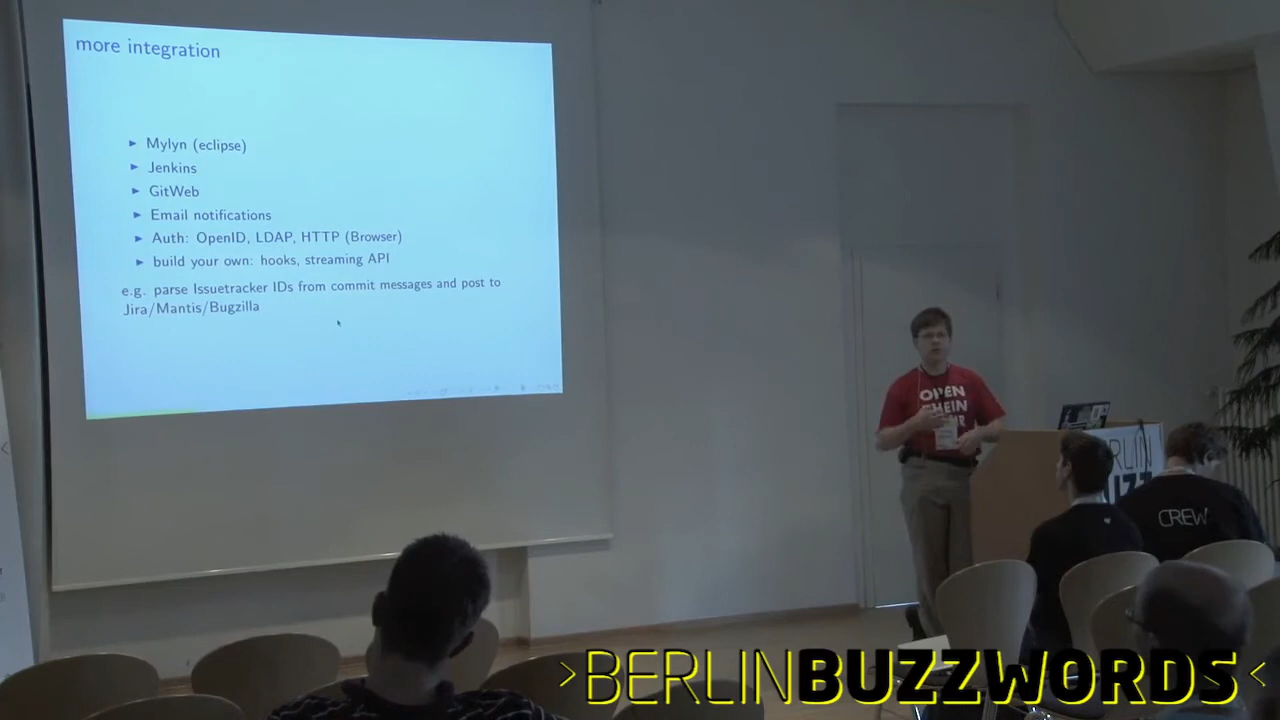 more integration
Mylyn (eclipse)
Jenkins
GitWeb
Email notifications
Auth: OpenID, LDAP, HTTP (Browser)
build your own: hooks, streaming API
e.g. parse Issuetracker IDs from commit messages and post to
Jira/Mantis/Bugzilla
OPEN
CREW
>BERLINBUZZWORDS<